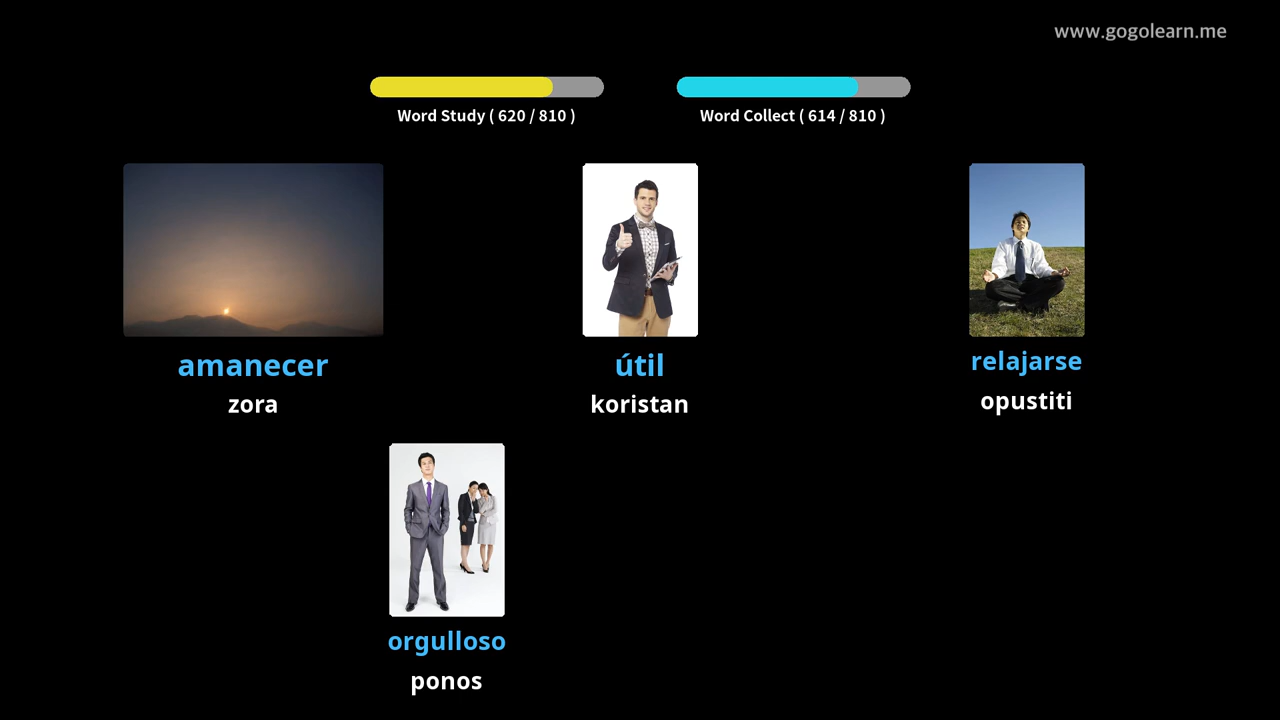 www.gogolearn.me
Word Study ( 620 / 810 )
Word Collect ( 614 / 810 )
amanecer
zora
útil
koristan
relajarse
opustiti
orgulloso
ponos